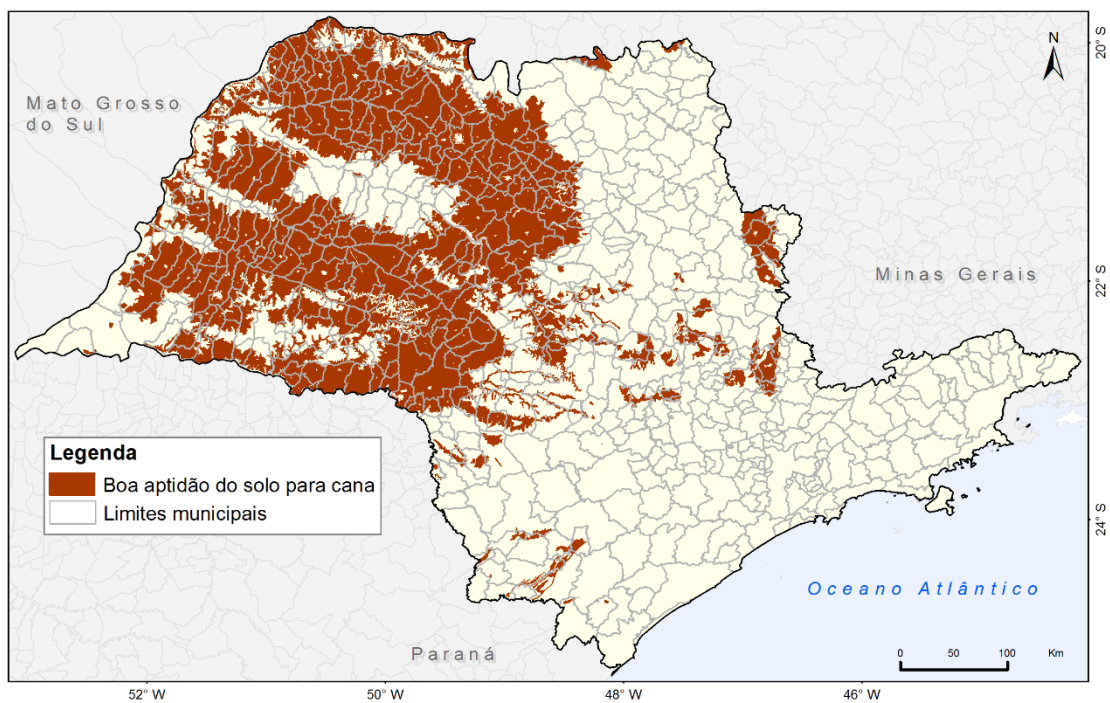 20° S
N
Mato Grosso
do Sul
Minas Gerais
22° S
Legenda
Boa aptidão do solo para cana
Limites municipais
24° S
Oceano Atlântico
Paraná
0 50 100 Km
52° W 50° W 48° W 46° W